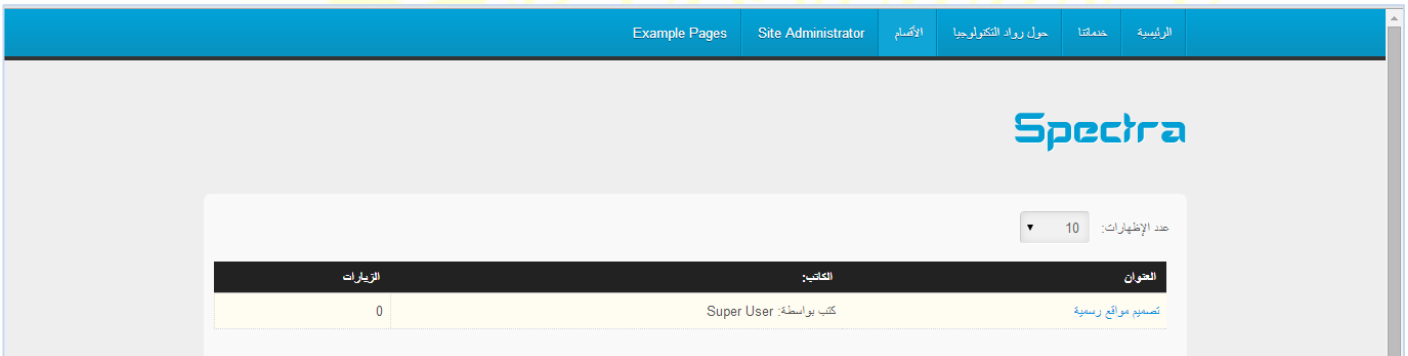 الرئيسية خدماتنا حول رواد التكنولوجيا الأقسام Site Administrator Example Pages
Spectra
عدد الإظهارات: 10
العنوان الكاتب: الزيارات
تصميم مواقع رسمية كتب بواسطة: Super User 0